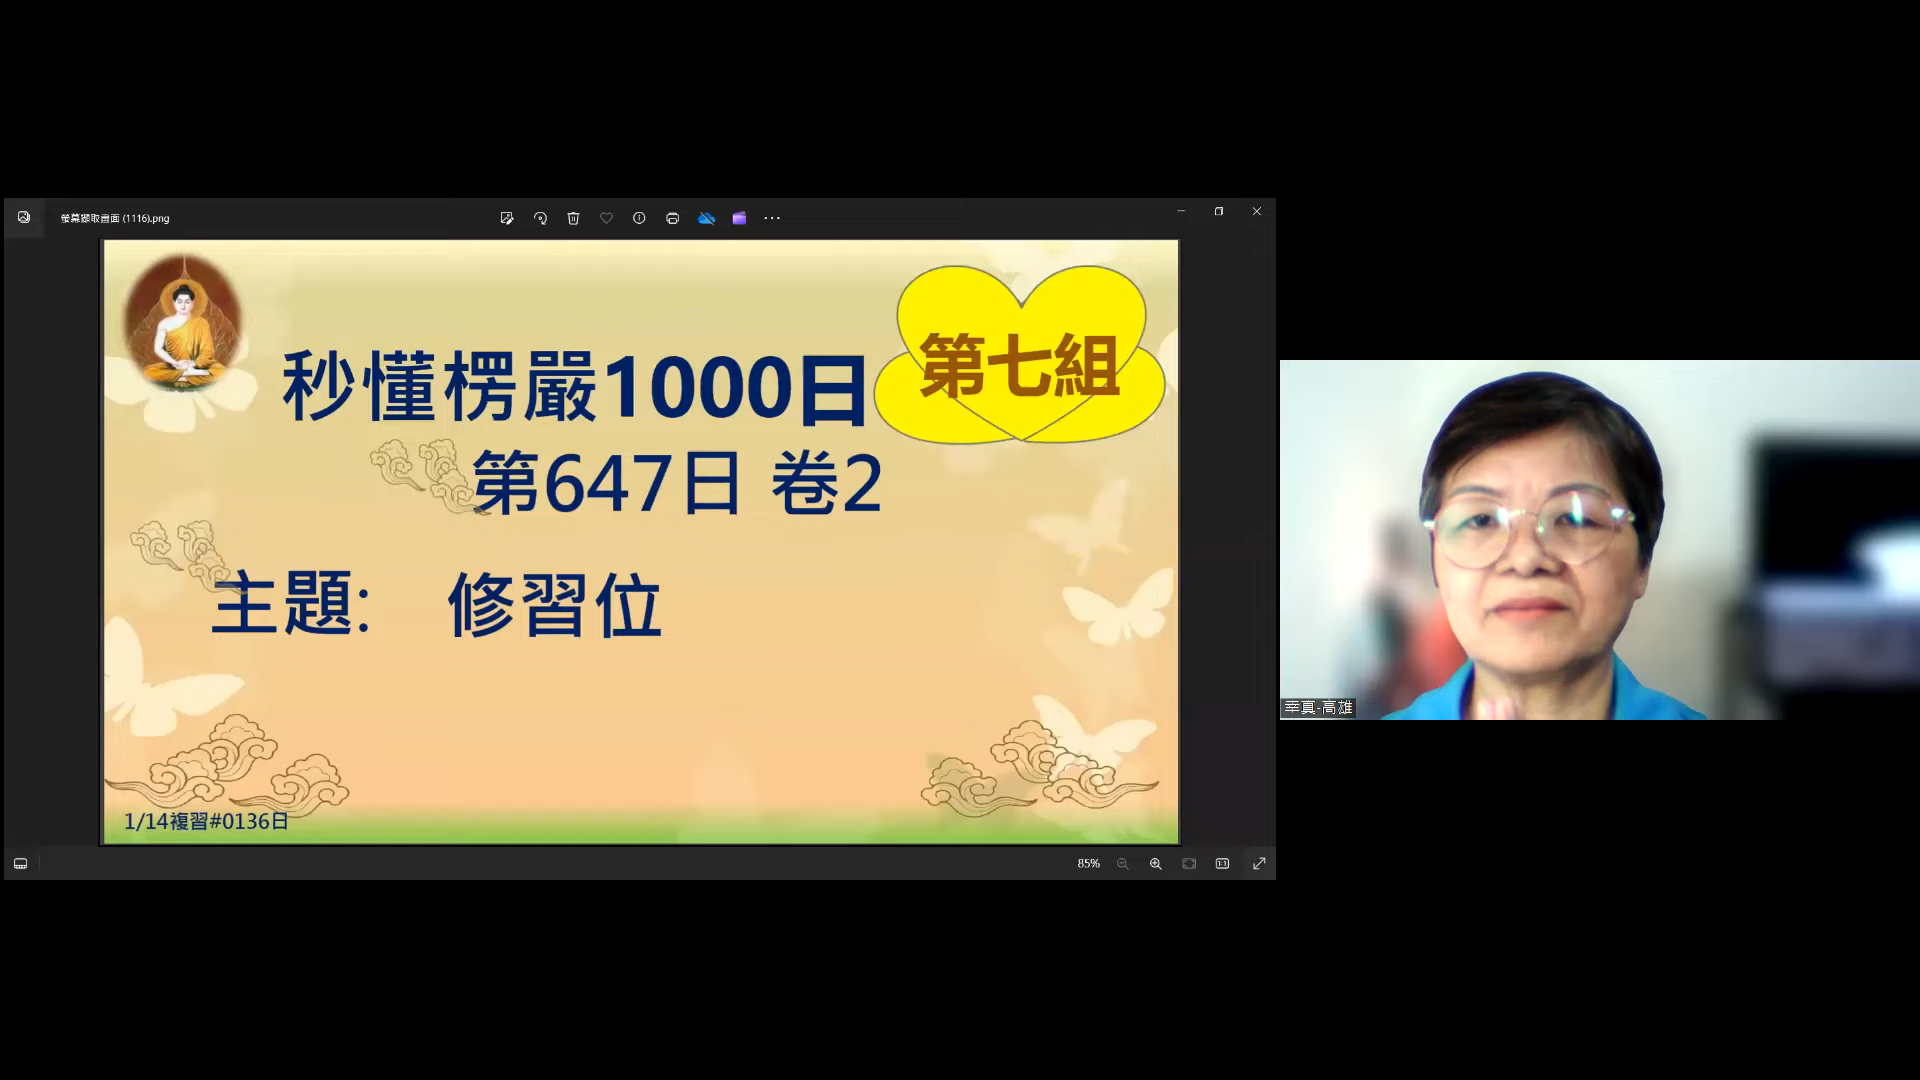 螢幕擷取畫面 (1116).png
第七組
秒懂楞嚴1000日
第647日 卷2
主題: 修習位
1/14複習#0136日
85%
幸真-高雄